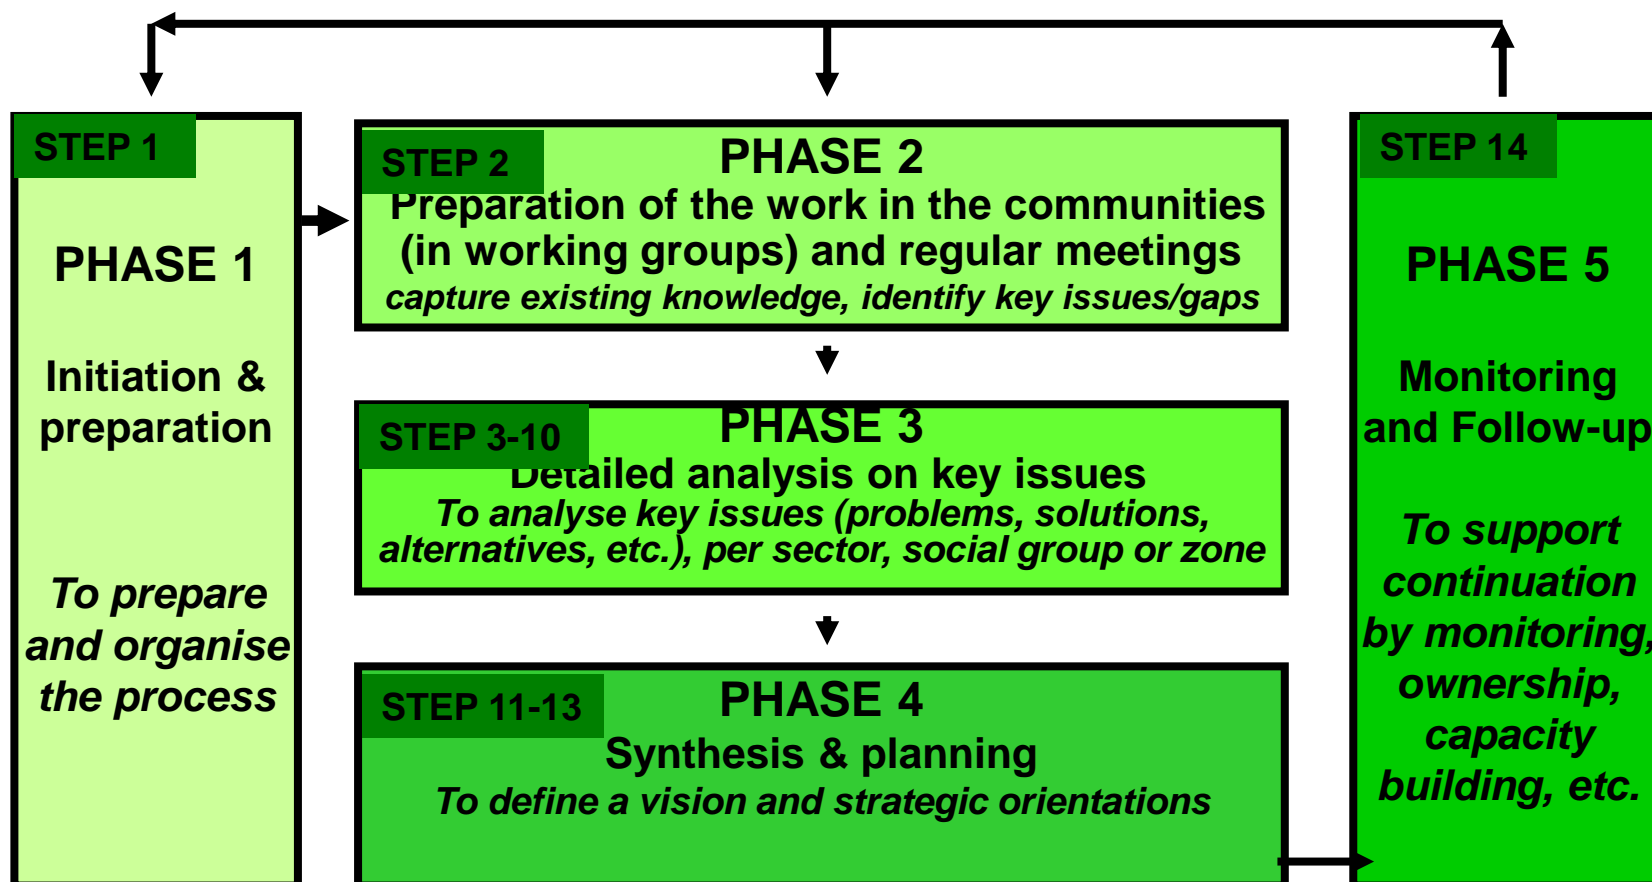 STEP 1
PHASE 1
Initiation &
preparation
To prepare
and organise
the process
STEP 2
PHASE 2
Preparation of the work in the communities
(in working groups) and regular meetings
capture existing knowledge, identify key issues/gaps
STEP 3-10
PHASE 3
Detailed analysis on key issues
To analyse key issues (problems, solutions,
alternatives, etc.), per sector, social group or zone
STEP 11-13
PHASE 4
Synthesis & planning
To define a vision and strategic orientations
STEP 14
PHASE 5
Monitoring
and Follow-up
To support
continuation
by monitoring,
ownership,
capacity
building, etc.